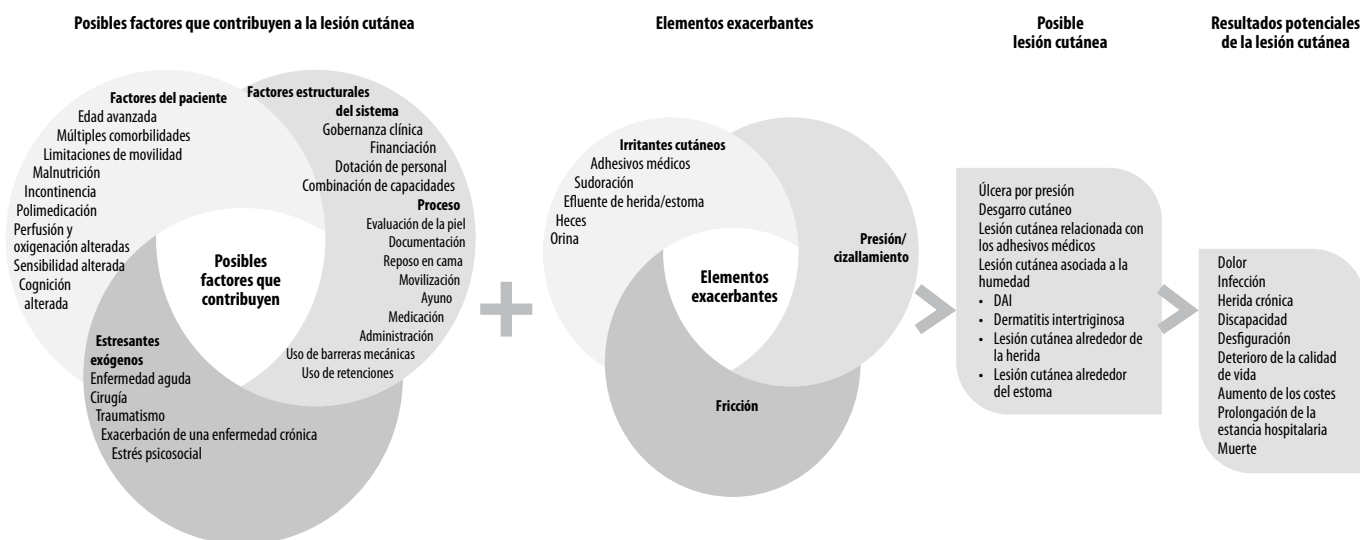 Posibles factores que contribuyen a la lesión cutánea
Factores del paciente
Edad avanzada
Múltiples comorbilidades
Limitaciones de movilidad
Malnutrición
Incontinencia
Polimedicación
Perfusión y
oxigenación alteradas
Sensibilidad alterada
Cognición
alterada
Factores estructurales
del sistema
Gobernanza clínica
Financiación
Dotación de personal
Combinación de capacidades
Proceso
Evaluación de la piel
Documentación
Reposo en cama
Movilización
Ayuno
Medicación
Administración
Uso de barreras mecánicas
Uso de retenciones
Posibles
factores que
contribuyen
Estresantes
exógenos
Enfermedad aguda
Cirugía
Traumatismo
Exacerbación de una enfermedad crónica
Estrés psicosocial
+
Elementos exacerbantes
Irritantes cutáneos
Adhesivos médicos
Sudoración
Efluente de herida/estoma
Heces
Orina
Presión/
cizallamiento
Elementos
exacerbantes
Fricción
Posible
lesión cutánea
Úlcera por presión
Desgarro cutáneo
Lesión cutánea relacionada con
los adhesivos médicos
Lesión cutánea asociada a la
humedad
• DAI
• Dermatitis intertriginosa
• Lesión cutánea alrededor de
la herida
• Lesión cutánea alrededor
del estoma
Resultados potenciales
de la lesión cutánea
Dolor
Infección
Herida crónica
Discapacidad
Desfiguración
Deterioro de la calidad
de vida
Aumento de los costes
Prolongación de la
estancia hospitalaria
Muerte